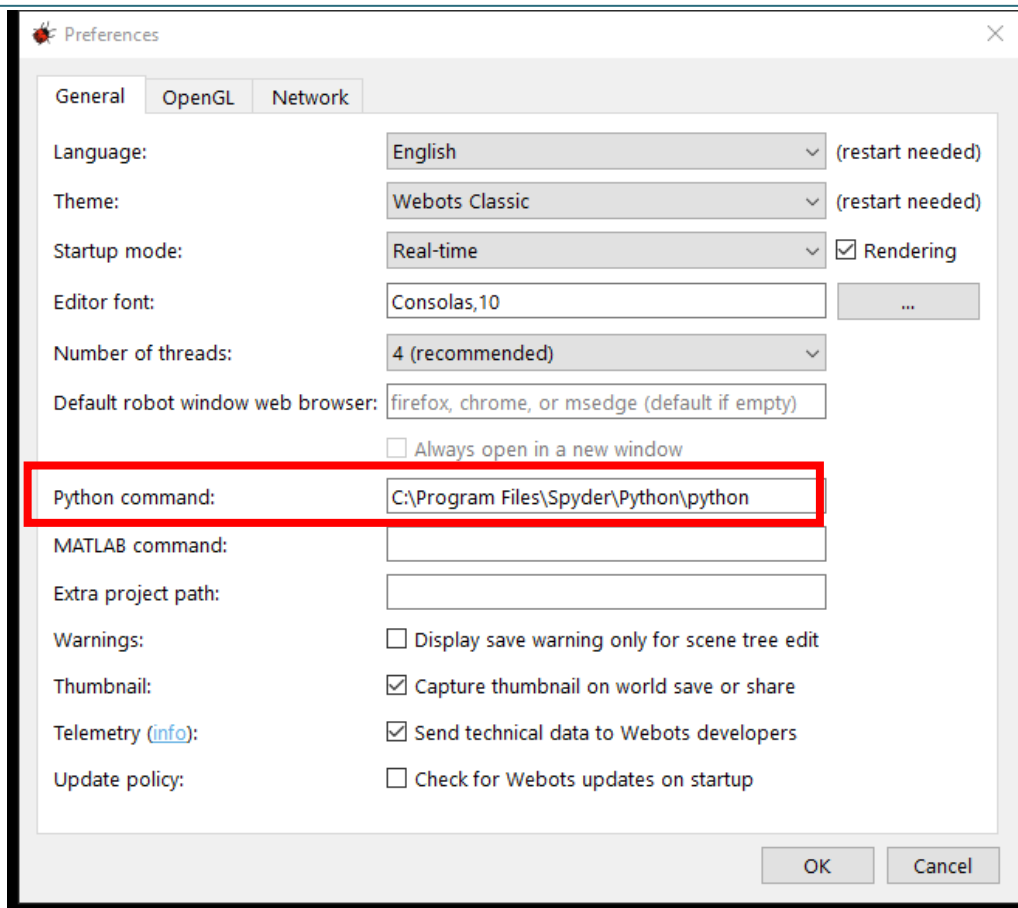 Preferences
General OpenGL Network
Language: English (restart needed)
Theme: Webots Classic (restart needed)
Startup mode: Real-time Rendering
Editor font: Consolas,10 ...
Number of threads: 4 (recommended)
Default robot window web browser: firefox, chrome, or msedge (default if empty)
Always open in a new window
Python command: C:\Program Files\Spyder\Python\python
MATLAB command:
Extra project path:
Warnings: Display save warning only for scene tree edit
Thumbnail: Capture thumbnail on world save or share
Telemetry (info): Send technical data to Webots developers
Update policy: Check for Webots updates on startup
OK Cancel